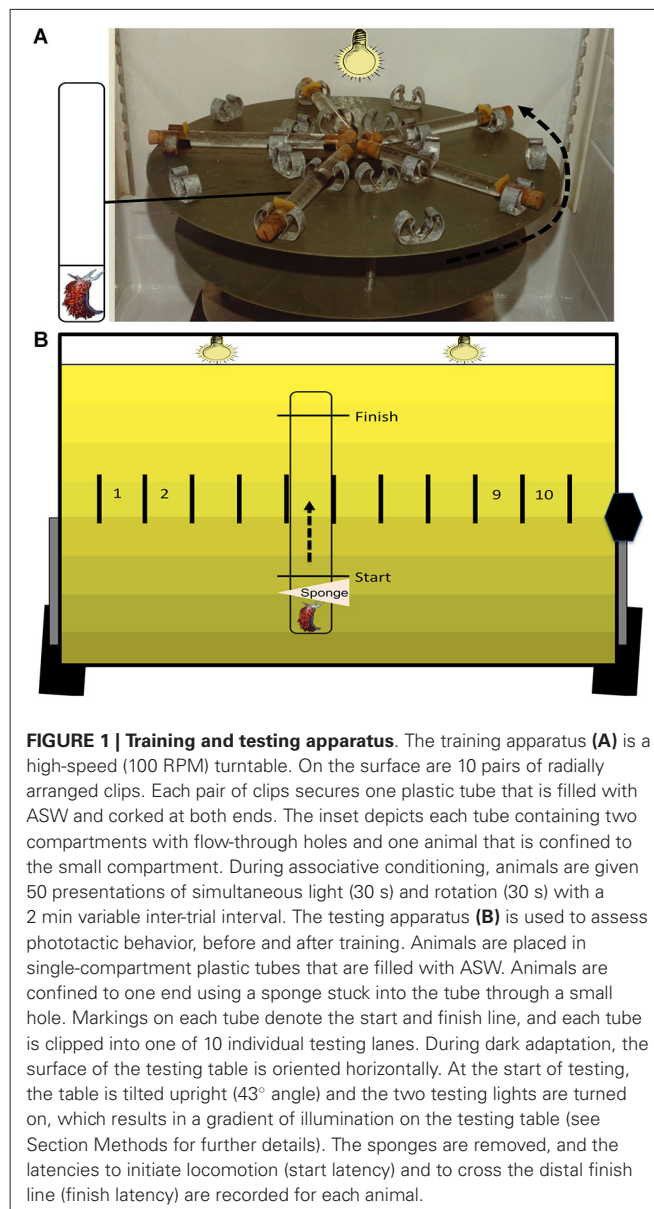 A
B
Finish
1 2 9 10
Start
Sponge
FIGURE 1 | Training and testing apparatus. The training apparatus (A) is a
high-speed (100 RPM) turntable. On the surface are 10 pairs of radially
arranged clips. Each pair of clips secures one plastic tube that is filled with
ASW and corked at both ends. The inset depicts each tube containing two
compartments with flow-through holes and one animal that is confined to
the small compartment. During associative conditioning, animals are given
50 presentations of simultaneous light (30 s) and rotation (30 s) with a
2 min variable inter-trial interval. The testing apparatus (B) is used to assess
phototactic behavior, before and after training. Animals are placed in
single-compartment plastic tubes that are filled with ASW. Animals are
confined to one end using a sponge stuck into the tube through a small
hole. Markings on each tube denote the start and finish line, and each tube
is clipped into one of 10 individual testing lanes. During dark adaptation, the
surface of the testing table is oriented horizontally. At the start of testing,
the table is tilted upright (43° angle) and the two testing lights are turned
on, which results in a gradient of illumination on the testing table (see
Section Methods for further details). The sponges are removed, and the
latencies to initiate locomotion (start latency) and to cross the distal finish
line (finish latency) are recorded for each animal.